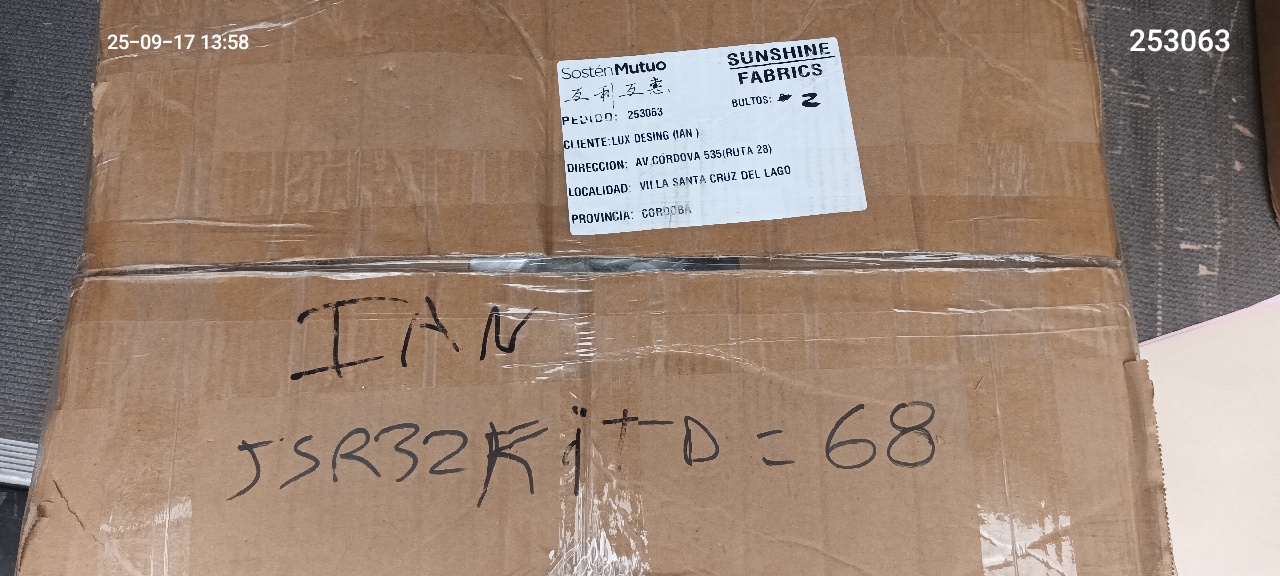 25-09-17 13:58
253063
SosténMutuo
互利互惠
SUNSHINE
FABRICS
BULTOS: 2
PEDIDO: 253063
CLIENTE:LUX DESING (IAN )
DIRECCION: AV.CÓRDOVA 535(RUTA 28)
LOCALIDAD: VILLA SANTA CRUZ DEL LAGO
PROVINCIA: CORDOBA
IAN
JSR32Kit D = 68